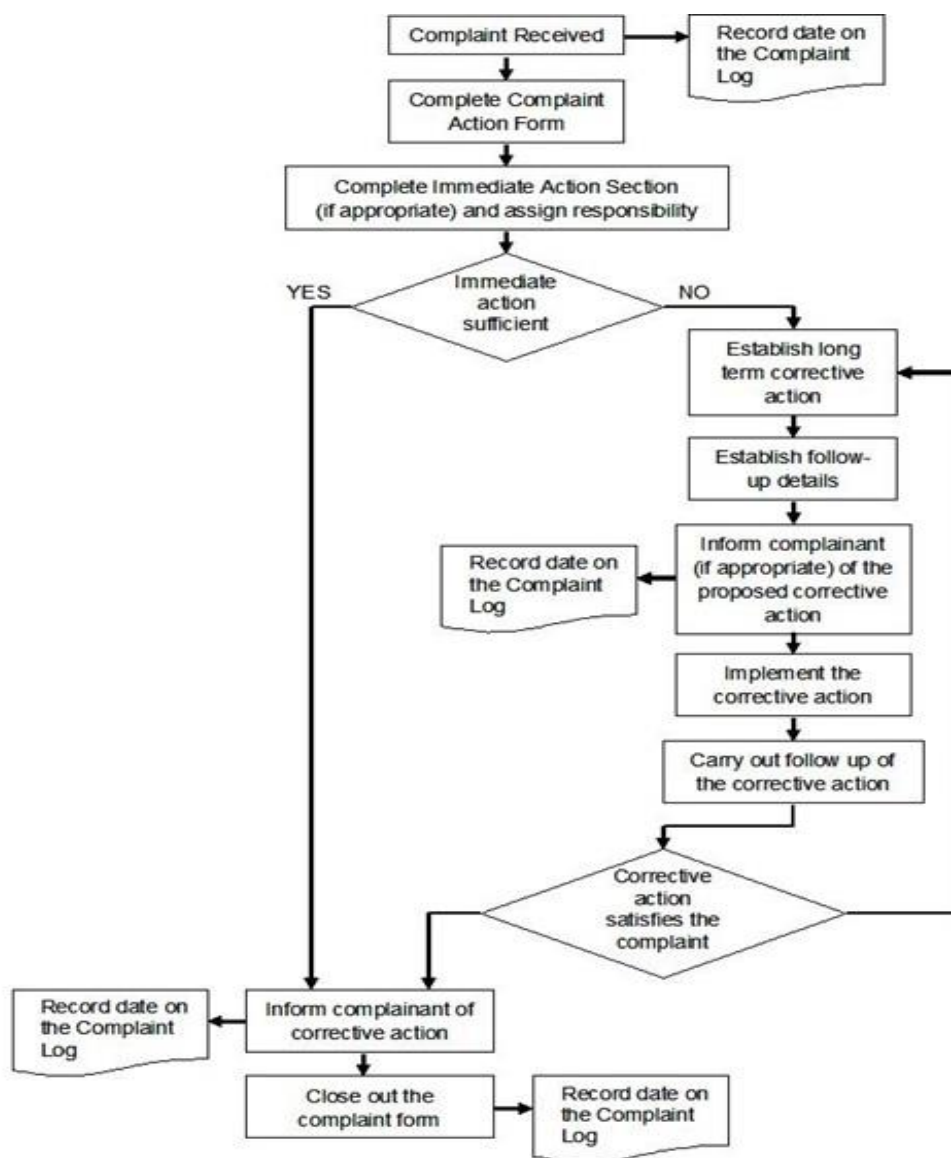 Complaint Received
Record date on
the Complaint
Log
Complete Complaint
Action Form
Complete Immediate Action Section
(if appropriate) and assign responsibility
YES
Immediate
action
sufficient
NO
Establish long
term corrective
action
Establish follow-
up details
Inform complainant
(if appropriate) of the
proposed corrective
action
Record date on
the Complaint
Log
Implement the
corrective action
Carry out follow up of
the corrective action
Corrective
action
satisfies the
complaint
Record date on
the Complaint
Log
Inform complainant of
corrective action
Close out the
complaint form
Record date on
the Complaint
Log